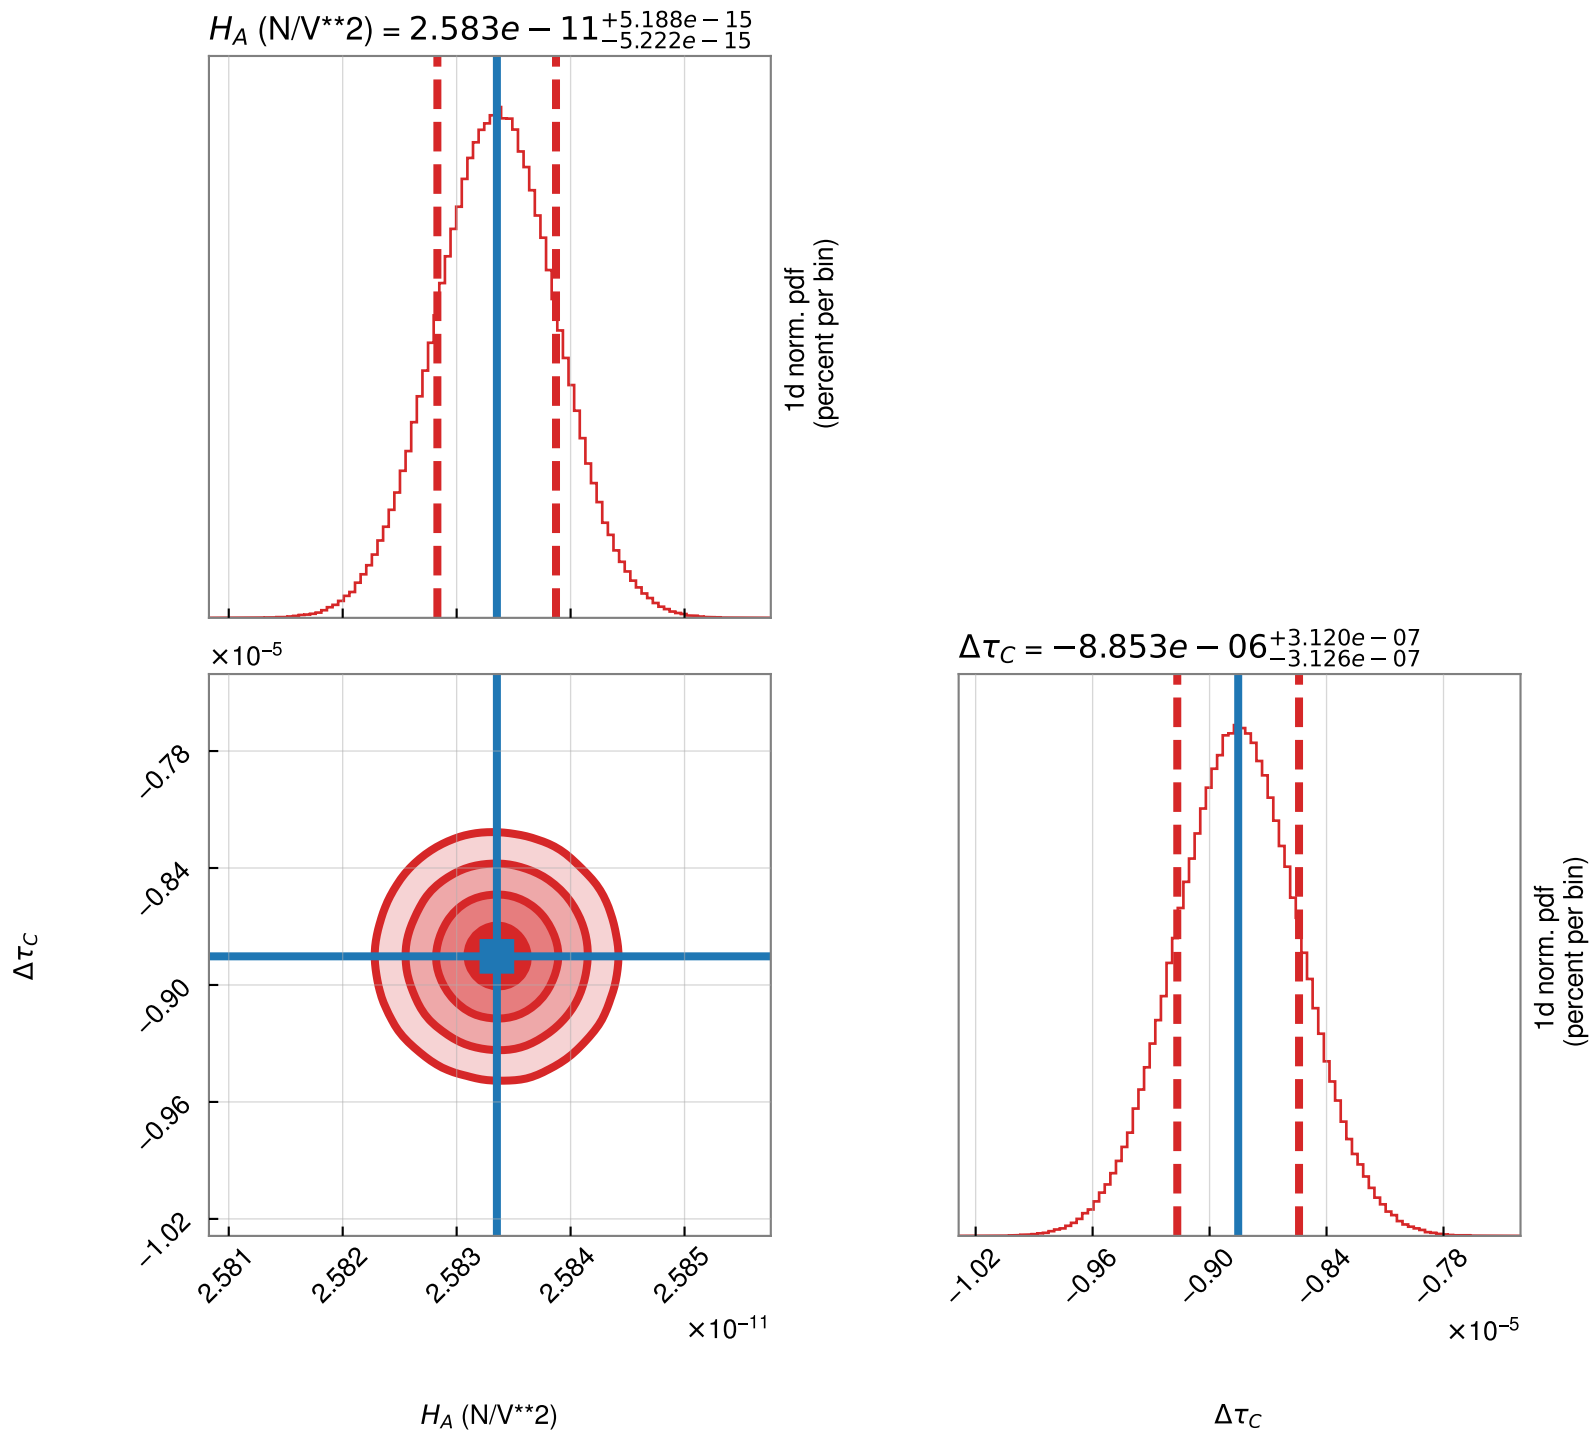 H_A (N/V**2) = 2.583e − 11 +5.188e − 15 −5.222e − 15
1d norm. pdf
(percent per bin)
×10⁻⁵
Δτ_C = −8.853e − 06 +3.120e − 07 −3.126e − 07
−0.78
−0.84
−0.90
−0.96
−1.02
Δτ_C
1d norm. pdf
(percent per bin)
2.581 2.582 2.583 2.584 2.585
×10⁻¹¹
H_A (N/V**2)
−1.02 −0.96 −0.90 −0.84 −0.78
×10⁻⁵
Δτ_C